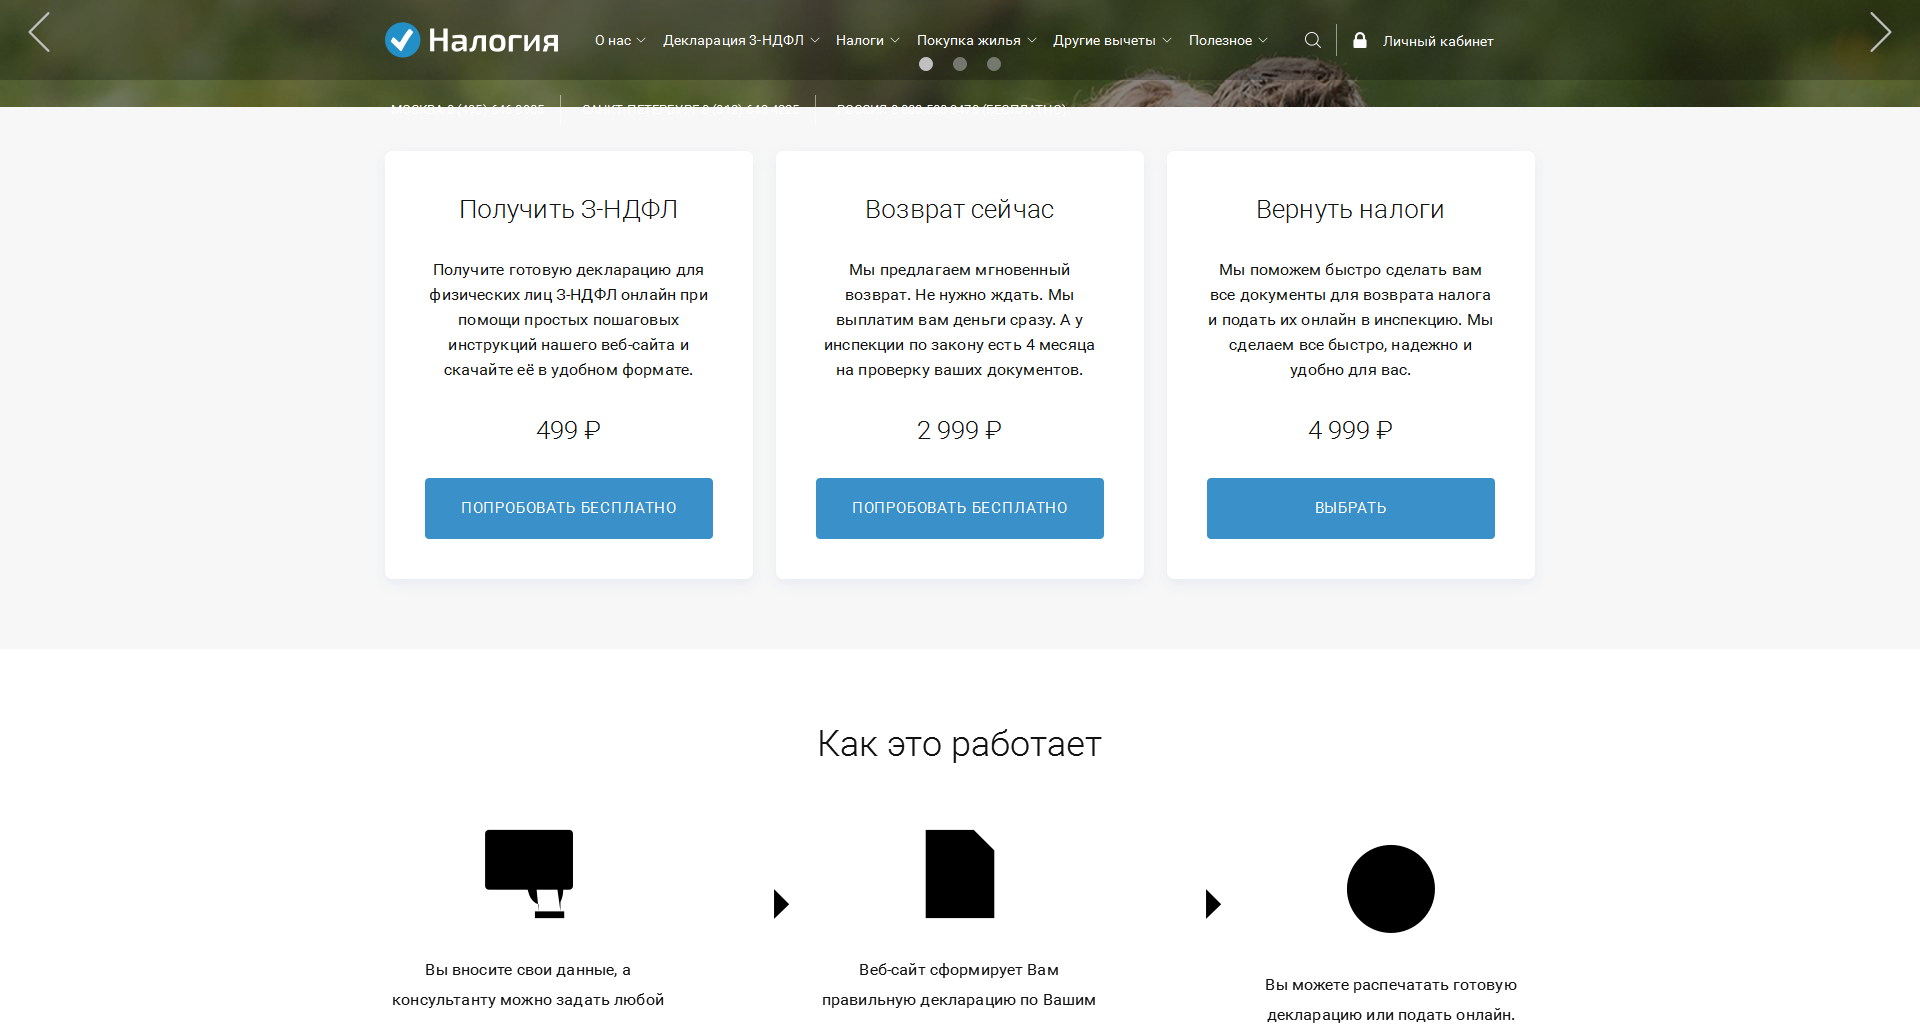 Налогия
О нас
Декларация 3-НДФЛ
Налоги
Покупка жилья
Другие вычеты
Полезное
Личный кабинет
Получить 3-НДФЛ
Получите готовую декларацию для
физических лиц 3-НДФЛ онлайн при
помощи простых пошаговых
инструкций нашего веб-сайта и
скачайте её в удобном формате.
499 ₽
ПОПРОБОВАТЬ БЕСПЛАТНО
Возврат сейчас
Мы предлагаем мгновенный
возврат. Не нужно ждать. Мы
выплатим вам деньги сразу. А у
инспекции по закону есть 4 месяца
на проверку ваших документов.
2 999 ₽
ПОПРОБОВАТЬ БЕСПЛАТНО
Вернуть налоги
Мы поможем быстро сделать вам
все документы для возврата налога
и подать их онлайн в инспекцию. Мы
сделаем все быстро, надежно и
удобно для вас.
4 999 ₽
ВЫБРАТЬ
Как это работает
Вы вносите свои данные, а
консультанту можно задать любой
Веб-сайт сформирует Вам
правильную декларацию по Вашим
Вы можете распечатать готовую
декларацию или подать онлайн.